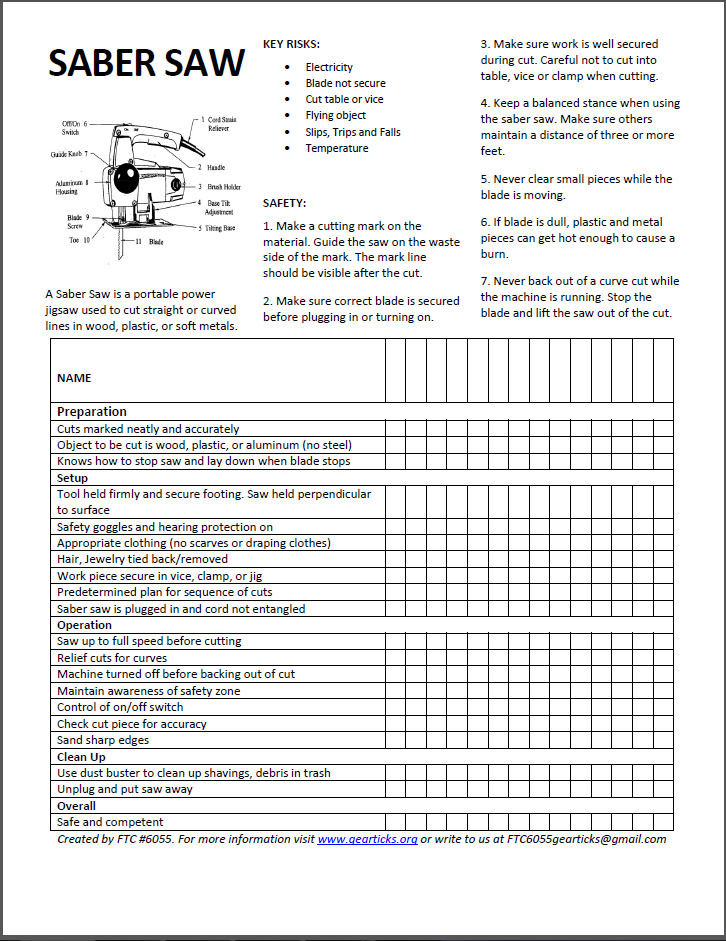 SABER SAW
Off/On 6
Switch
Guide Knob 7
Aluminum 8
Housing
Blade 9
Screw
Toe 10
1 Cord Strain
Reliever
2 Handle
3 Brush Holder
4 Base Tilt
Adjustment
5 Tilting Base
11 Blade
A Saber Saw is a portable power
jigsaw used to cut straight or curved
lines in wood, plastic, or soft metals.
KEY RISKS:
• Electricity
• Blade not secure
• Cut table or vice
• Flying object
• Slips, Trips and Falls
• Temperature
SAFETY:
1. Make a cutting mark on the
material. Guide the saw on the waste
side of the mark. The mark line
should be visible after the cut.
2. Make sure correct blade is secured
before plugging in or turning on.
3. Make sure work is well secured
during cut. Careful not to cut into
table, vice or clamp when cutting.
4. Keep a balanced stance when using
the saber saw. Make sure others
maintain a distance of three or more
feet.
5. Never clear small pieces while the
blade is moving.
6. If blade is dull, plastic and metal
pieces can get hot enough to cause a
burn.
7. Never back out of a curve cut while
the machine is running. Stop the
blade and lift the saw out of the cut.
NAME
Preparation
Cuts marked neatly and accurately
Object to be cut is wood, plastic, or aluminum (no steel)
Knows how to stop saw and lay down when blade stops
Setup
Tool held firmly and secure footing. Saw held perpendicular
to surface
Safety goggles and hearing protection on
Appropriate clothing (no scarves or draping clothes)
Hair, Jewelry tied back/removed
Work piece secure in vice, clamp, or jig
Predetermined plan for sequence of cuts
Saber saw is plugged in and cord not entangled
Operation
Saw up to full speed before cutting
Relief cuts for curves
Machine turned off before backing out of cut
Maintain awareness of safety zone
Control of on/off switch
Check cut piece for accuracy
Sand sharp edges
Clean Up
Use dust buster to clean up shavings, debris in trash
Unplug and put saw away
Overall
Safe and competent
Created by FTC #6055. For more information visit www.gearticks.org or write to us at FTC6055gearticks@gmail.com